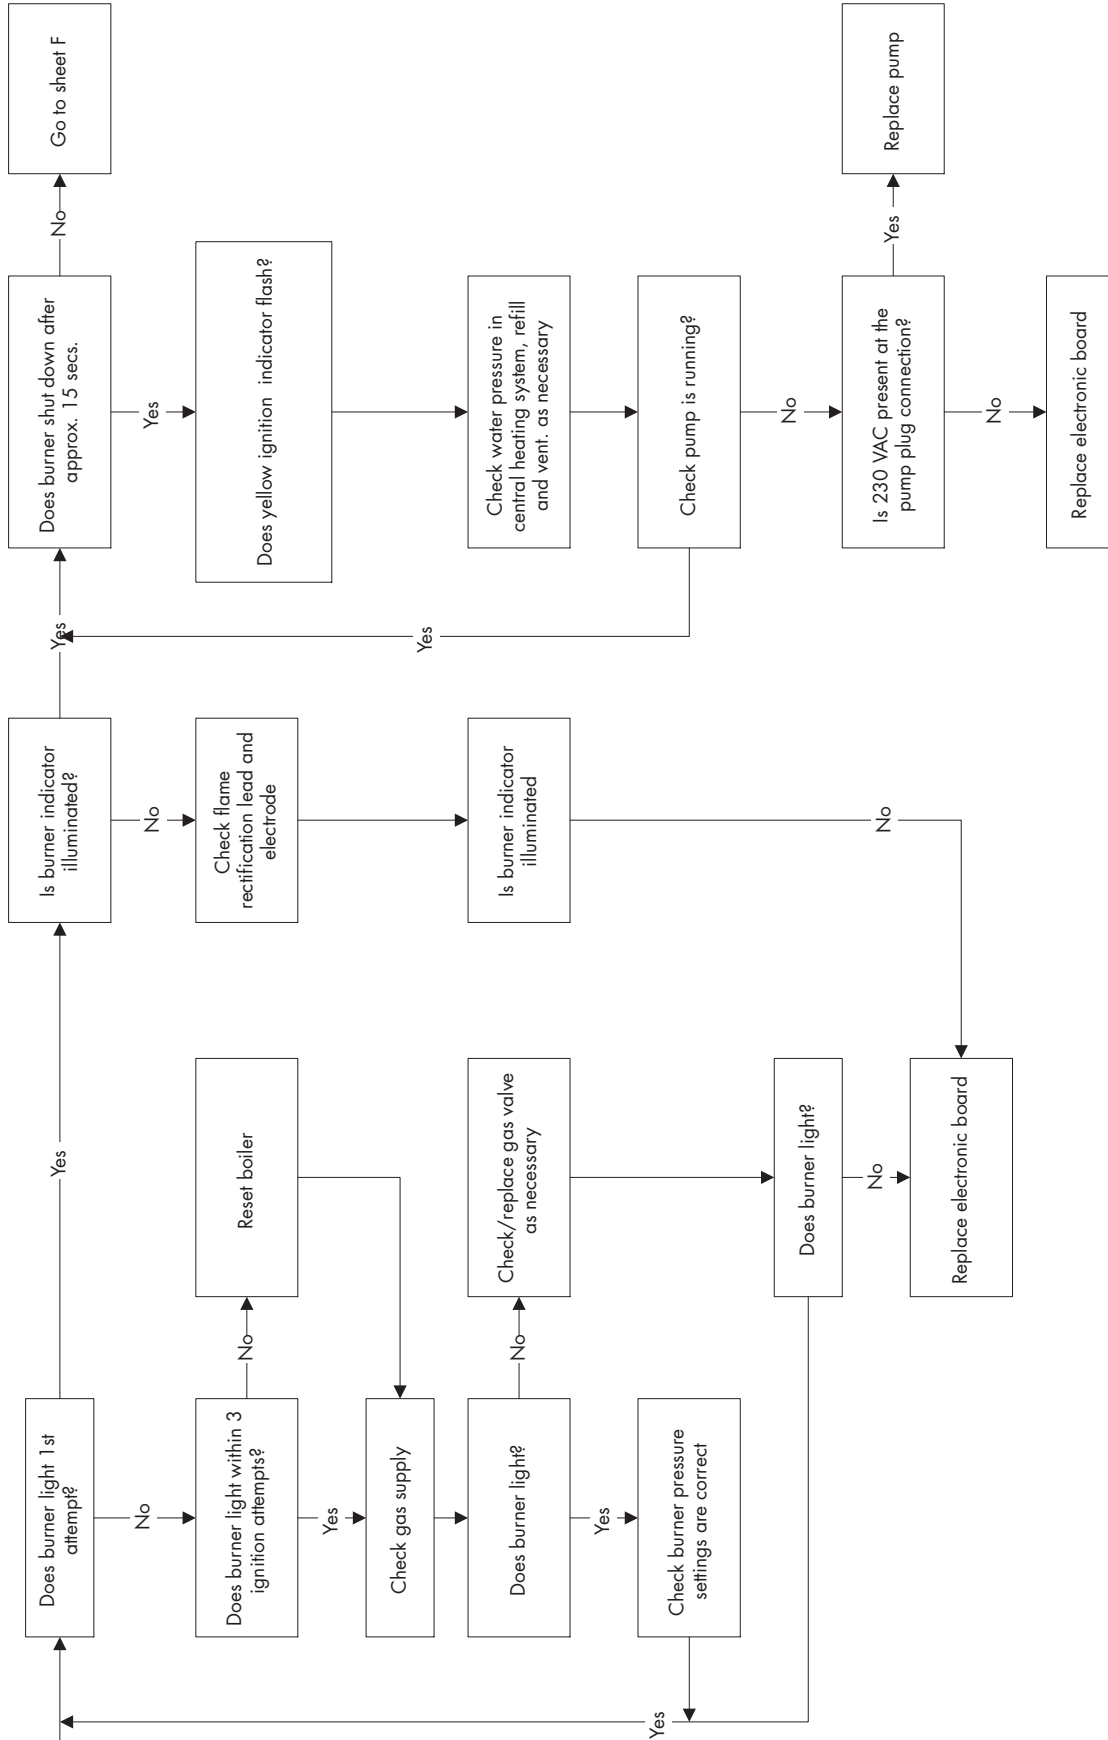 Does burner light 1st
attempt?
Yes
No
Does burner light within 3
ignition attempts?
No
Reset boiler
Yes
Check gas supply
Does burner light?
No
Check/replace gas valve
as necessary
Yes
Check burner pressure
settings are correct
Does burner light?
Yes
No
Replace electronic board
Is burner indicator
illuminated?
Yes
No
Check flame
rectification lead and
electrode
Is burner indicator
illuminated
No
Does burner shut down after
approx. 15 secs.
No
Go to sheet F
Yes
Does yellow ignition indicator flash?
Check water pressure in
central heating system, refill
and vent. as necessary
Check pump is running?
Yes
No
Is 230 VAC present at the
pump plug connection?
Yes
Replace pump
No
Replace electronic board